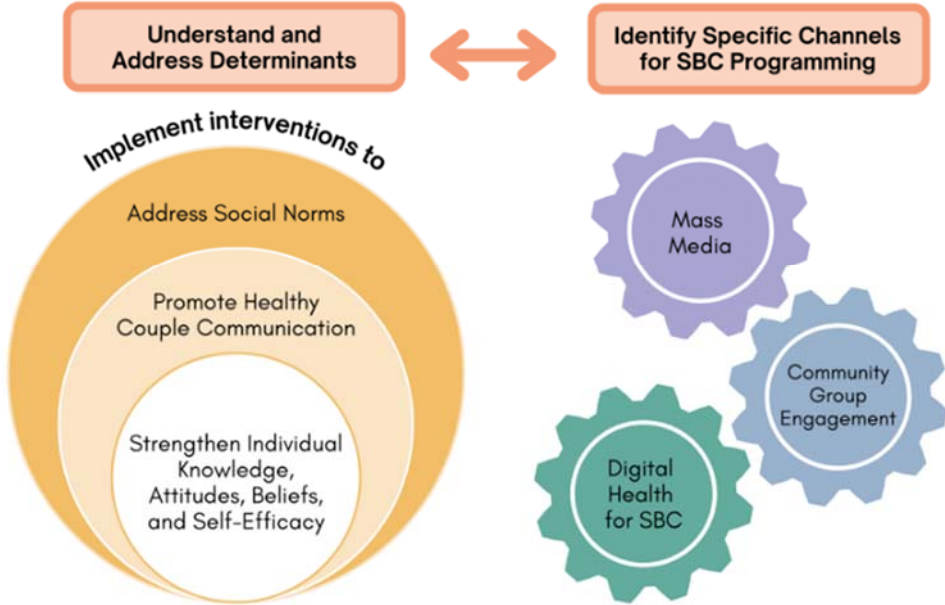 Understand and
Address Determinants
Identify Specific Channels
for SBC Programming
Implement interventions to
Address Social Norms
Promote Healthy
Couple Communication
Strengthen Individual
Knowledge,
Attitudes, Beliefs,
and Self-Efficacy
Mass
Media
Community
Group
Engagement
Digital
Health
for SBC